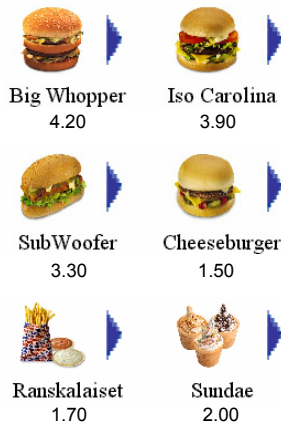 Big Whopper
Iso Carolina
4.20
3.90
SubWoofer
Cheeseburger
3.30
1.50
Ranskalaiset
Sundae
1.70
2.00